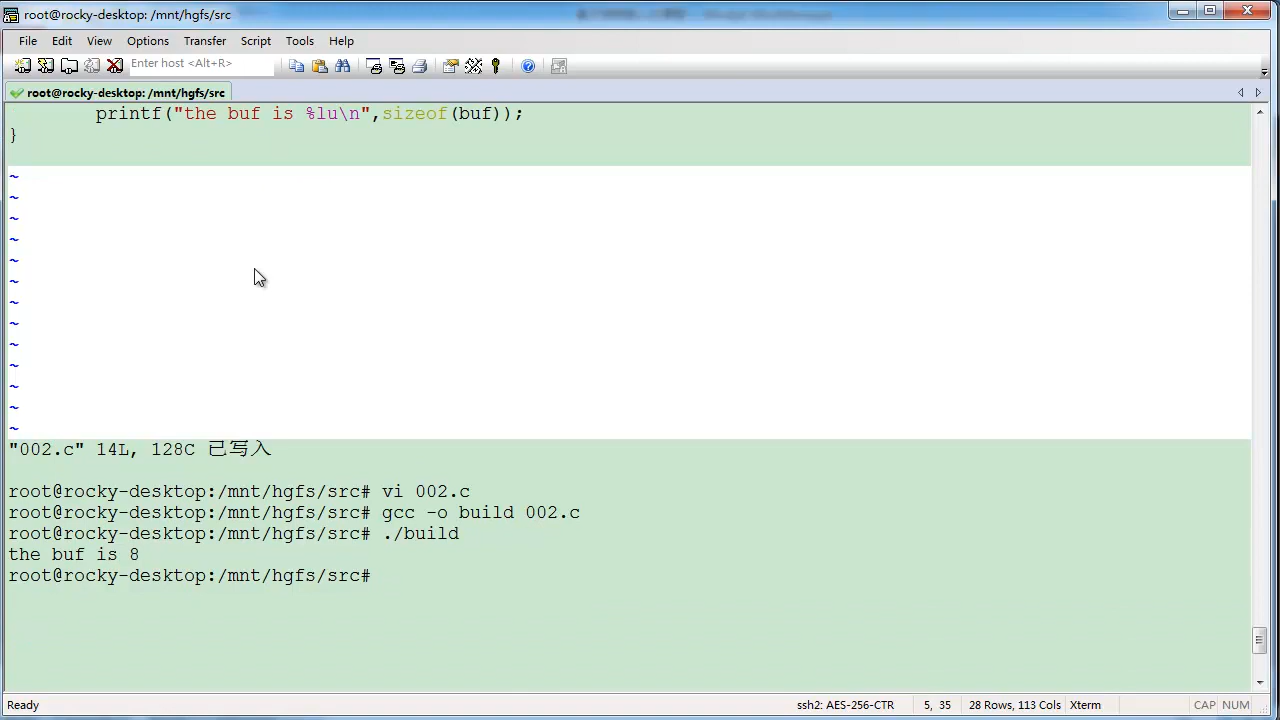 root@rocky-desktop: /mnt/hgfs/src
File Edit View Options Transfer Script Tools Help
Enter host <Alt+R>
root@rocky-desktop: /mnt/hgfs/src
printf("the buf is %lu\n",sizeof(buf));
}
~
~
~
~
~
~
~
~
~
~
~
~
~
"002.c" 14L, 128C 已写入
root@rocky-desktop:/mnt/hgfs/src# vi 002.c
root@rocky-desktop:/mnt/hgfs/src# gcc -o build 002.c
root@rocky-desktop:/mnt/hgfs/src# ./build
the buf is 8
root@rocky-desktop:/mnt/hgfs/src#
Ready ssh2: AES-256-CTR 5, 35 28 Rows, 113 Cols Xterm CAP NUM